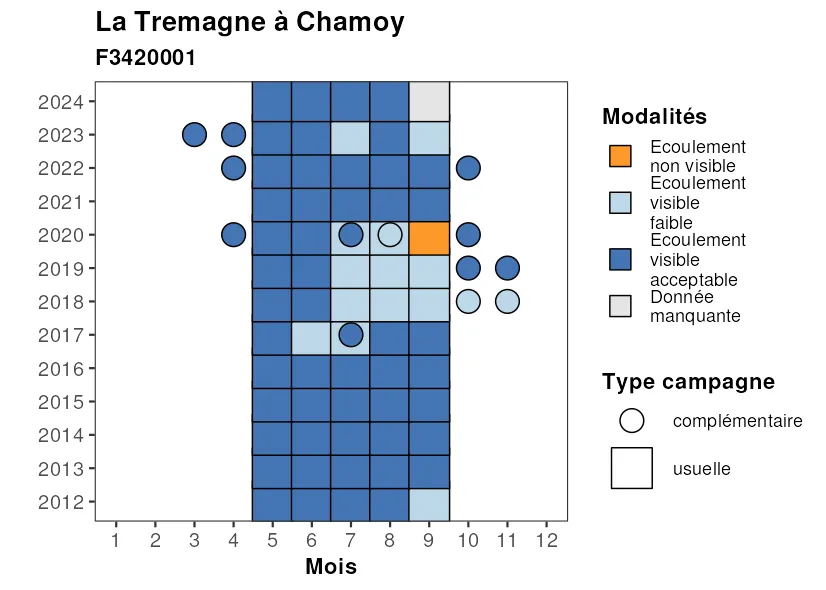 La Tremagne à Chamoy
F3420001
2024
2023
2022
2021
2020
2019
2018
2017
2016
2015
2014
2013
2012
1 2 3 4 5 6 7 8 9 10 11 12
Mois
Modalités
Ecoulement
non visible
Ecoulement
visible
faible
Ecoulement
visible
acceptable
Donnée
manquante
Type campagne
complémentaire
usuelle